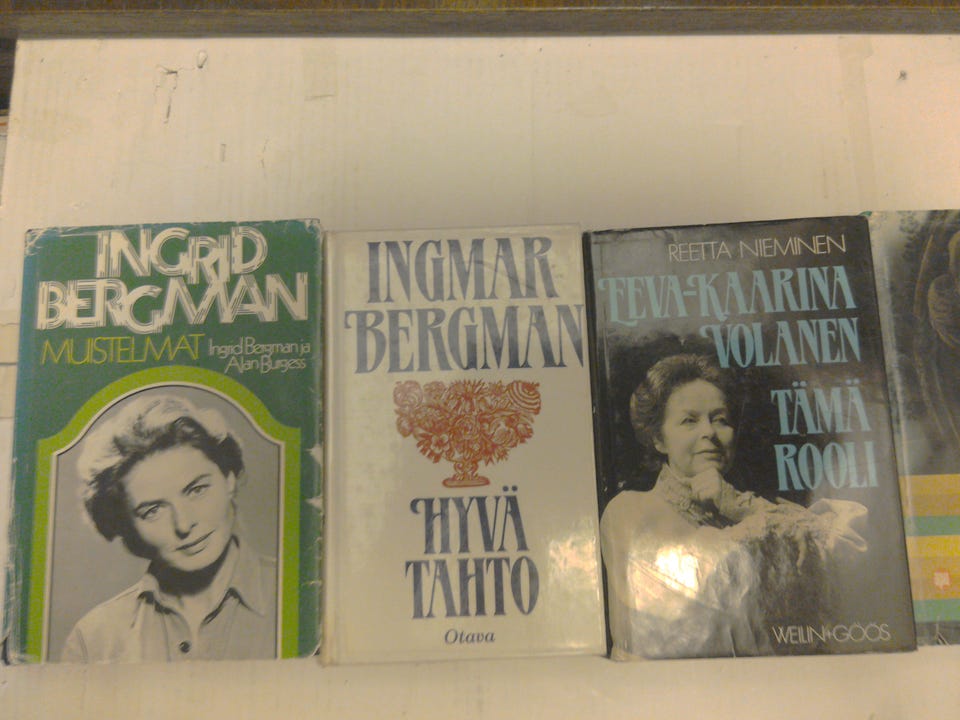 INGRID
BERGMAN
MUISTELMAT
Ingrid Bergman ja
Alan Burgess
INGMAR
BERGMAN
HYVÄ
TAHTO
Otava
REETTA NIEMINEN
EEVA-KAARINA
VOLANEN
TÄMÄ
ROOLI
WEILIN+GÖÖS